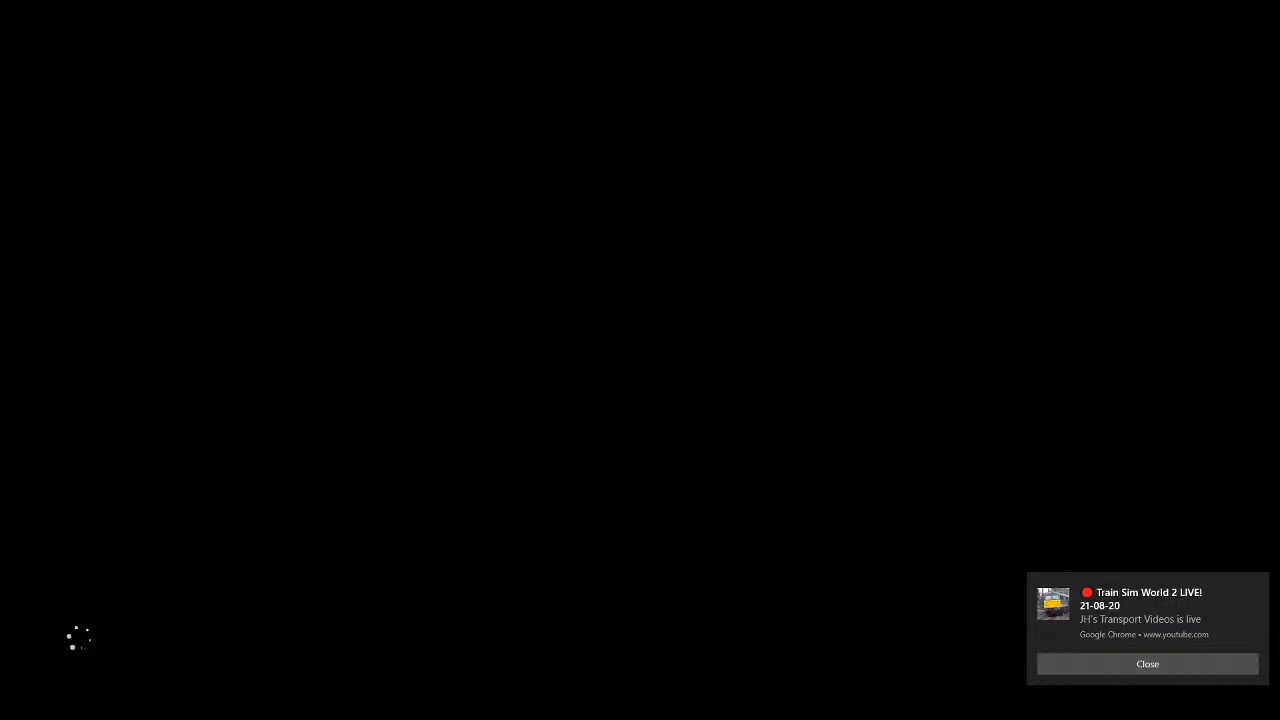 🔴 Train Sim World 2 LIVE!
21-08-20
JH's Transport Videos is live
Google Chrome • www.youtube.com
Close